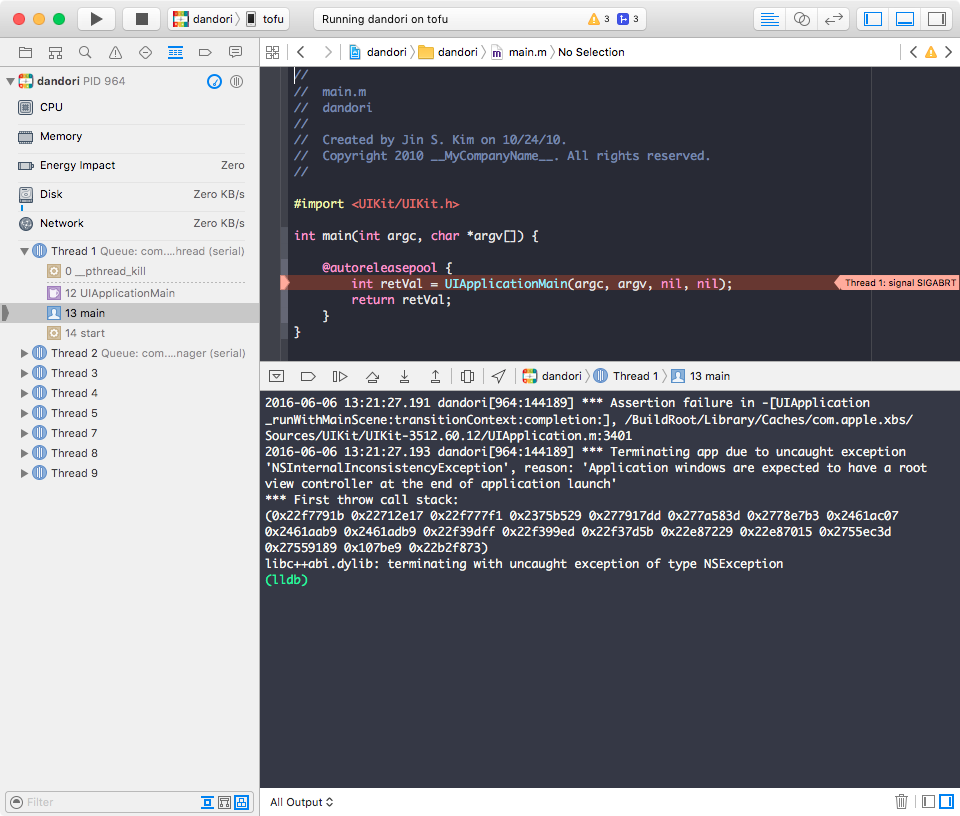 dandori tofu Running dandori on tofu 3 3
dandori dandori main.m No Selection
dandori PID 964
CPU
Memory
Energy Impact Zero
Disk Zero KB/s
Network Zero KB/s
Thread 1 Queue: com....hread (serial)
0 __pthread_kill
12 UIApplicationMain
13 main
14 start
Thread 2 Queue: com....nager (serial)
Thread 3
Thread 4
Thread 5
Thread 7
Thread 8
Thread 9
Filter
//
// main.m
// dandori
//
// Created by Jin S. Kim on 10/24/10.
// Copyright 2010 __MyCompanyName__. All rights reserved.
//
#import <UIKit/UIKit.h>
int main(int argc, char *argv[]) {
@autoreleasepool {
int retVal = UIApplicationMain(argc, argv, nil, nil);
Thread 1: signal SIGABRT
return retVal;
}
}
dandori Thread 1 13 main
2016-06-06 13:21:27.191 dandori[964:144189] *** Assertion failure in -[UIApplication
_runWithMainScene:transitionContext:completion:], /BuildRoot/Library/Caches/com.apple.xbs/
Sources/UIKit/UIKit-3512.60.12/UIApplication.m:3401
2016-06-06 13:21:27.193 dandori[964:144189] *** Terminating app due to uncaught exception
'NSInternalInconsistencyException', reason: 'Application windows are expected to have a root
view controller at the end of application launch'
*** First throw call stack:
(0x22f7791b 0x22712e17 0x22f777f1 0x2375b529 0x277917dd 0x277a583d 0x2778e7b3 0x2461ac07
0x2461aab9 0x2461adb9 0x22f39dff 0x22f399ed 0x22f37d5b 0x22e87229 0x22e87015 0x2755ec3d
0x27559189 0x107be9 0x22b2f873)
libc++abi.dylib: terminating with uncaught exception of type NSException
(lldb)
All Output